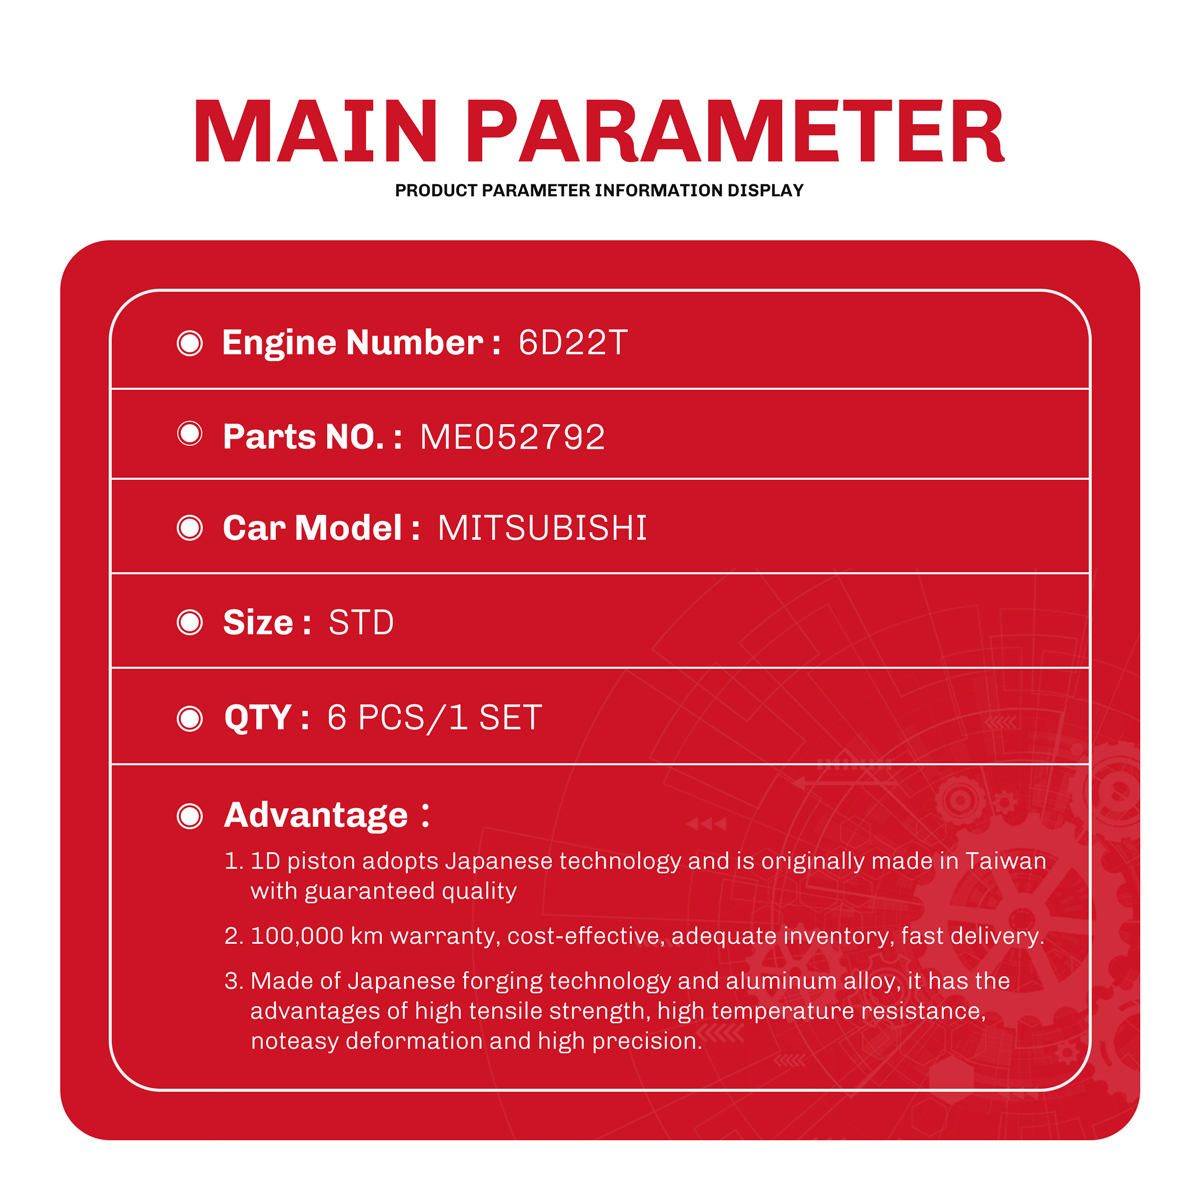 MAIN PARAMETER
PRODUCT PARAMETER INFORMATION DISPLAY
Engine Number : 6D22T
Parts NO. : ME052792
Car Model : MITSUBISHI
Size : STD
QTY : 6 PCS/1 SET
Advantage :
1. 1D piston adopts Japanese technology and is originally made in Taiwan
with guaranteed quality
2. 100,000 km warranty, cost-effective, adequate inventory, fast delivery.
3. Made of Japanese forging technology and aluminum alloy, it has the
advantages of high tensile strength, high temperature resistance,
noteasy deformation and high precision.